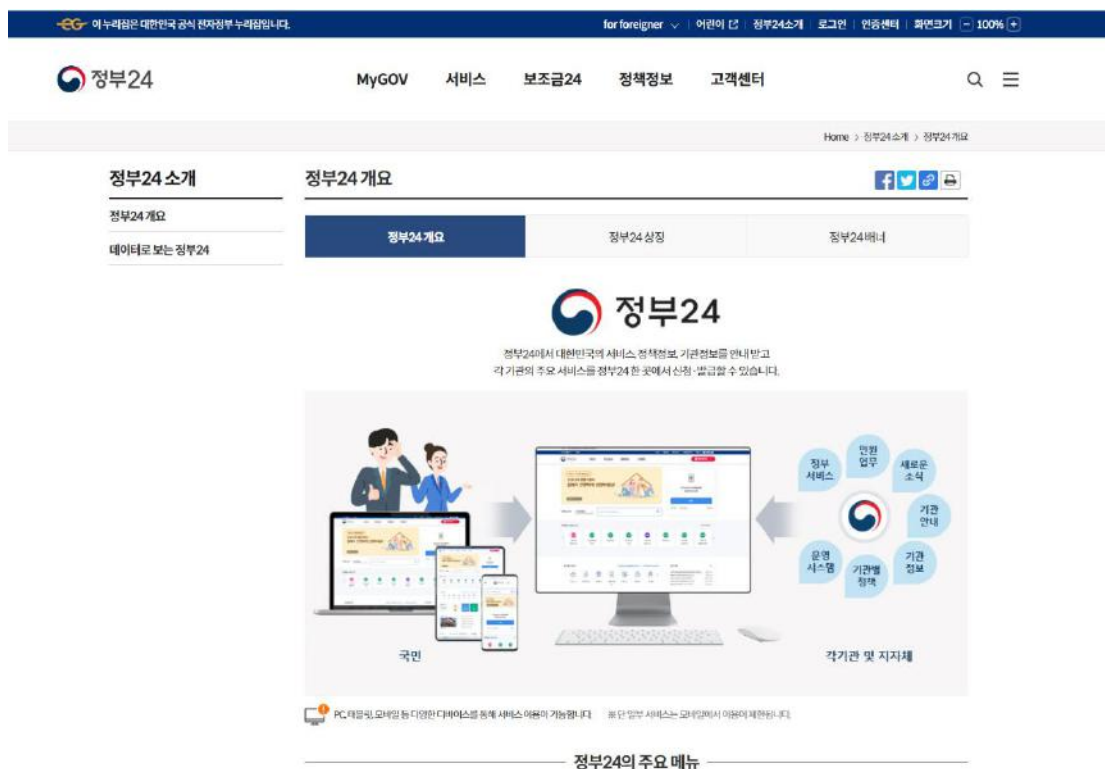 이 누리집은 대한민국 공식 전자정부 누리집입니다.
for foreigner
어린이
정부24소개
로그인
인증센터
화면크기
100%
정부24
MyGOV
서비스
보조금24
정책정보
고객센터
Home > 정부24 소개 > 정부24 개요
정부24 소개
정부24 개요
데이터로 보는 정부24
정부24 개요
정부24 개요
정부24 상징
정부24 배너
정부24
정부24에서 대한민국의 서비스, 정책정보, 기관정보를 안내 받고
각 기관의 주요 서비스를 정부24 한 곳에서 신청·발급할 수 있습니다.
국민
정부
서비스
민원
업무
새로운
소식
기관
안내
기관
정보
기관별
정책
운영
시스템
각기관 및 지자체
PC, 태블릿, 모바일 등 다양한 디바이스를 통해 서비스 이용이 가능합니다. ※ 단 일부 서비스는 모바일에서 이용이 제한됩니다.
정부24의 주요 메뉴